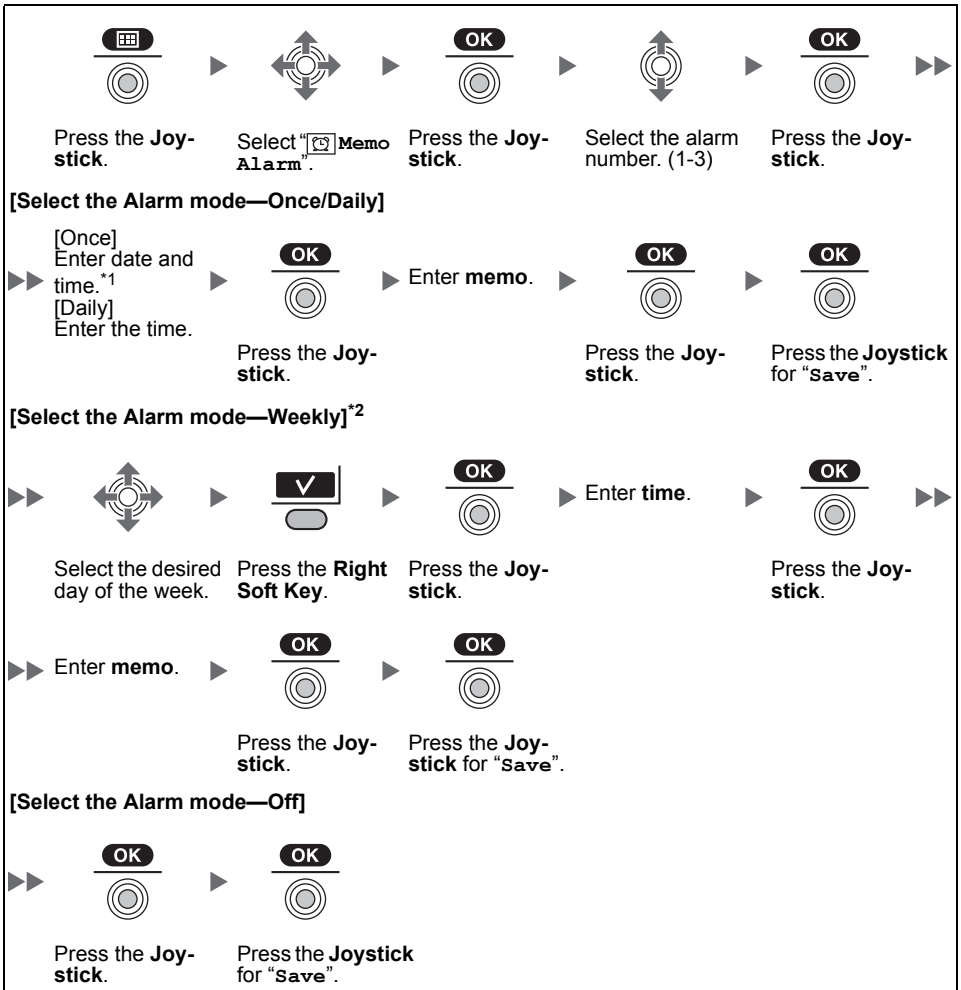 OK OK
Press the Joy- Select “ Memo Press the Joy- Select the alarm Press the Joy-
stick. Alarm”. stick. number. (1-3) stick.
[Select the Alarm mode—Once/Daily]
[Once]
Enter date and
time.*1
[Daily]
Enter the time.
OK
Press the Joy-
stick.
Enter memo.
OK
Press the Joy-
stick.
OK
Press the Joystick
for “Save”.
[Select the Alarm mode—Weekly]*2
Select the desired
day of the week.
Press the Right
Soft Key.
OK
Press the Joy-
stick.
Enter time.
OK
Press the Joy-
stick.
Enter memo.
OK
Press the Joy-
stick.
OK
Press the Joy-
stick for “Save”.
[Select the Alarm mode—Off]
OK
Press the Joy-
stick.
OK
Press the Joystick
for “Save”.